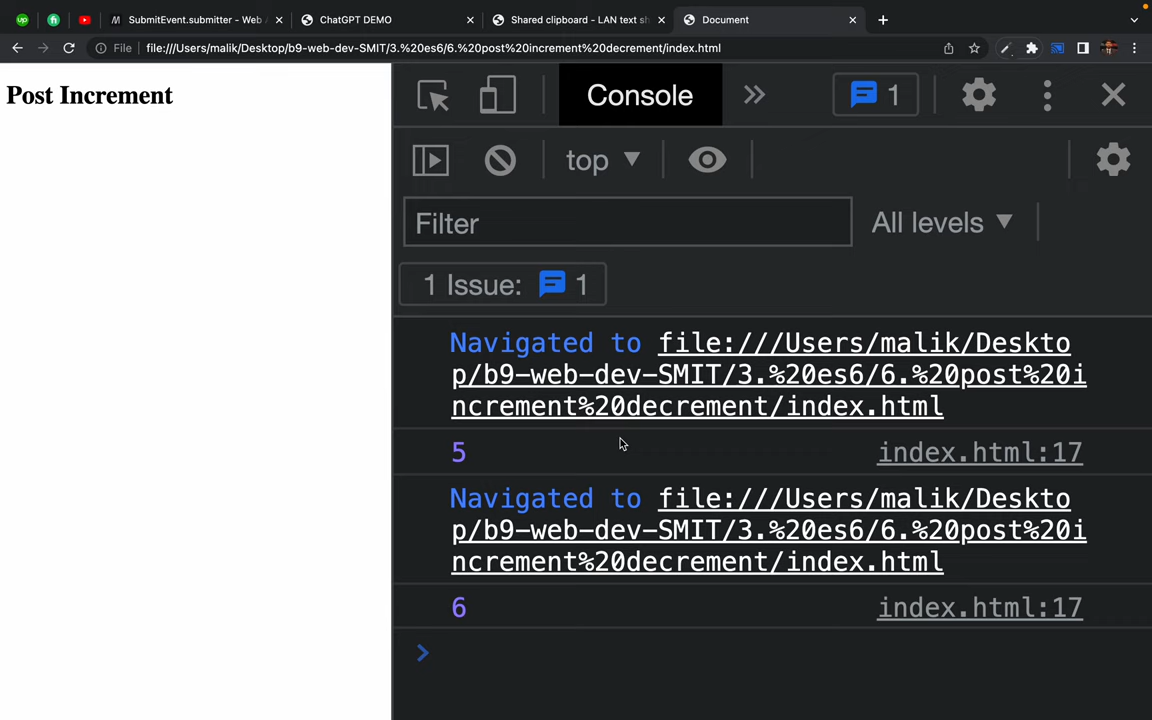 SubmitEvent.submitter - Web A
ChatGPT DEMO
Shared clipboard - LAN text sh
Document
File
file:///Users/malik/Desktop/b9-web-dev-SMIT/3.%20es6/6.%20post%20increment%20decrement/index.html
Post Increment
Console
1
top
Filter
All levels
1 Issue: 1
Navigated to file:///Users/malik/Deskto
p/b9-web-dev-SMIT/3.%20es6/6.%20post%20i
ncrement%20decrement/index.html
5 index.html:17
Navigated to file:///Users/malik/Deskto
p/b9-web-dev-SMIT/3.%20es6/6.%20post%20i
ncrement%20decrement/index.html
6 index.html:17